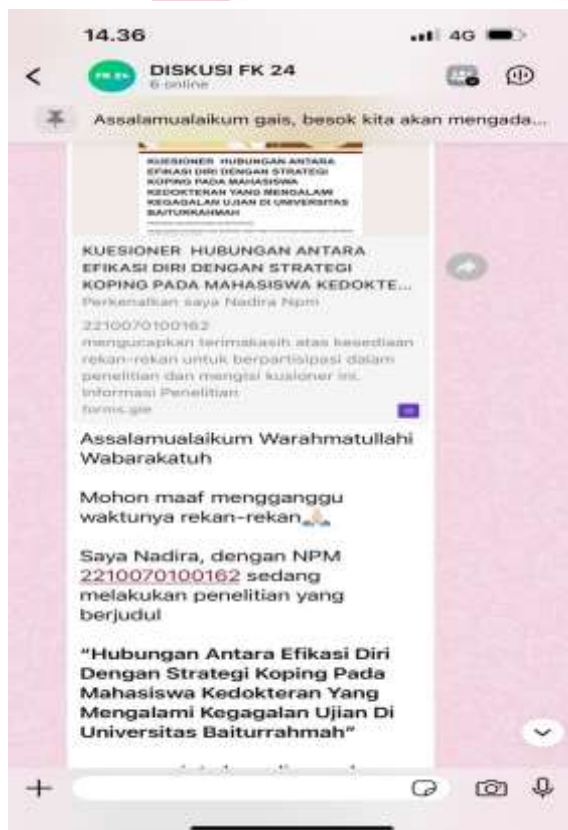 14.36
4G
DISKUSI FK 24
6 online
Assalamualaikum gais, besok kita akan mengada...
KUESIONER HUBUNGAN ANTARA
EFIKASI DIRI DENGAN STRATEGI
KOPING PADA MAHASISWA
KEDOKTERAN YANG MENGALAMI
KEGAGALAN UJIAN DI UNIVERSITAS
BAITURRAHMAH
KUESIONER HUBUNGAN ANTARA
EFIKASI DIRI DENGAN STRATEGI
KOPING PADA MAHASISWA KEDOKTE...
Perkenalkan saya Nadira Npm
2210070100162
mengucapkan terimakasih atas kesediaan
rekan-rekan untuk berpartisipasi dalam
penelitian dan mengisi kusioner ini.
Informasi Penelitian
forms.gle
Assalamualaikum Warahmatullahi
Wabarakatuh
Mohon maaf mengganggu
waktunya rekan-rekan🙏🏻
Saya Nadira, dengan NPM
2210070100162 sedang
melakukan penelitian yang
berjudul
"Hubungan Antara Efikasi Diri
Dengan Strategi Koping Pada
Mahasiswa Kedokteran Yang
Mengalami Kegagalan Ujian Di
Universitas Baiturrahmah"